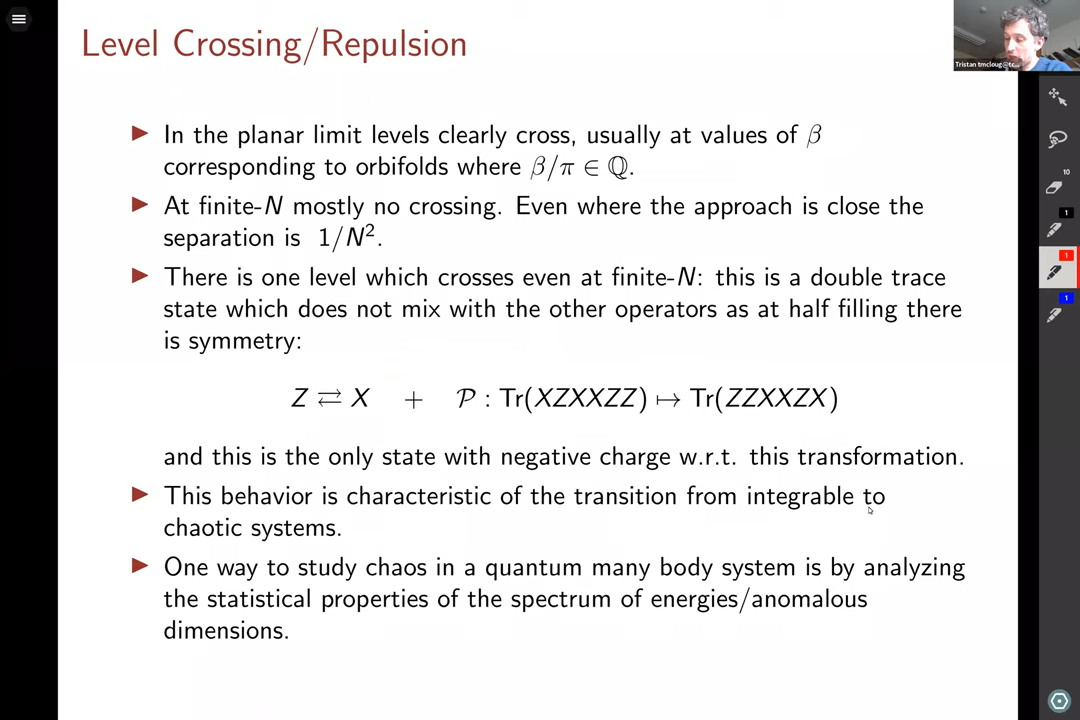 Level Crossing/Repulsion
Tristan tmcloug@tc...
▶ In the planar limit levels clearly cross, usually at values of β
corresponding to orbifolds where β/π ∈ ℚ.
10
▶ At finite-N mostly no crossing. Even where the approach is close the
1
separation is 1/N².
▶ There is one level which crosses even at finite-N: this is a double trace
1
state which does not mix with the other operators as at half filling there
1
is symmetry:
Z ⇄ X + 𝒫 : Tr(XZXXZZ) ↦ Tr(ZZXXZX)
and this is the only state with negative charge w.r.t. this transformation.
▶ This behavior is characteristic of the transition from integrable to
chaotic systems.
▶ One way to study chaos in a quantum many body system is by analyzing
the statistical properties of the spectrum of energies/anomalous
dimensions.